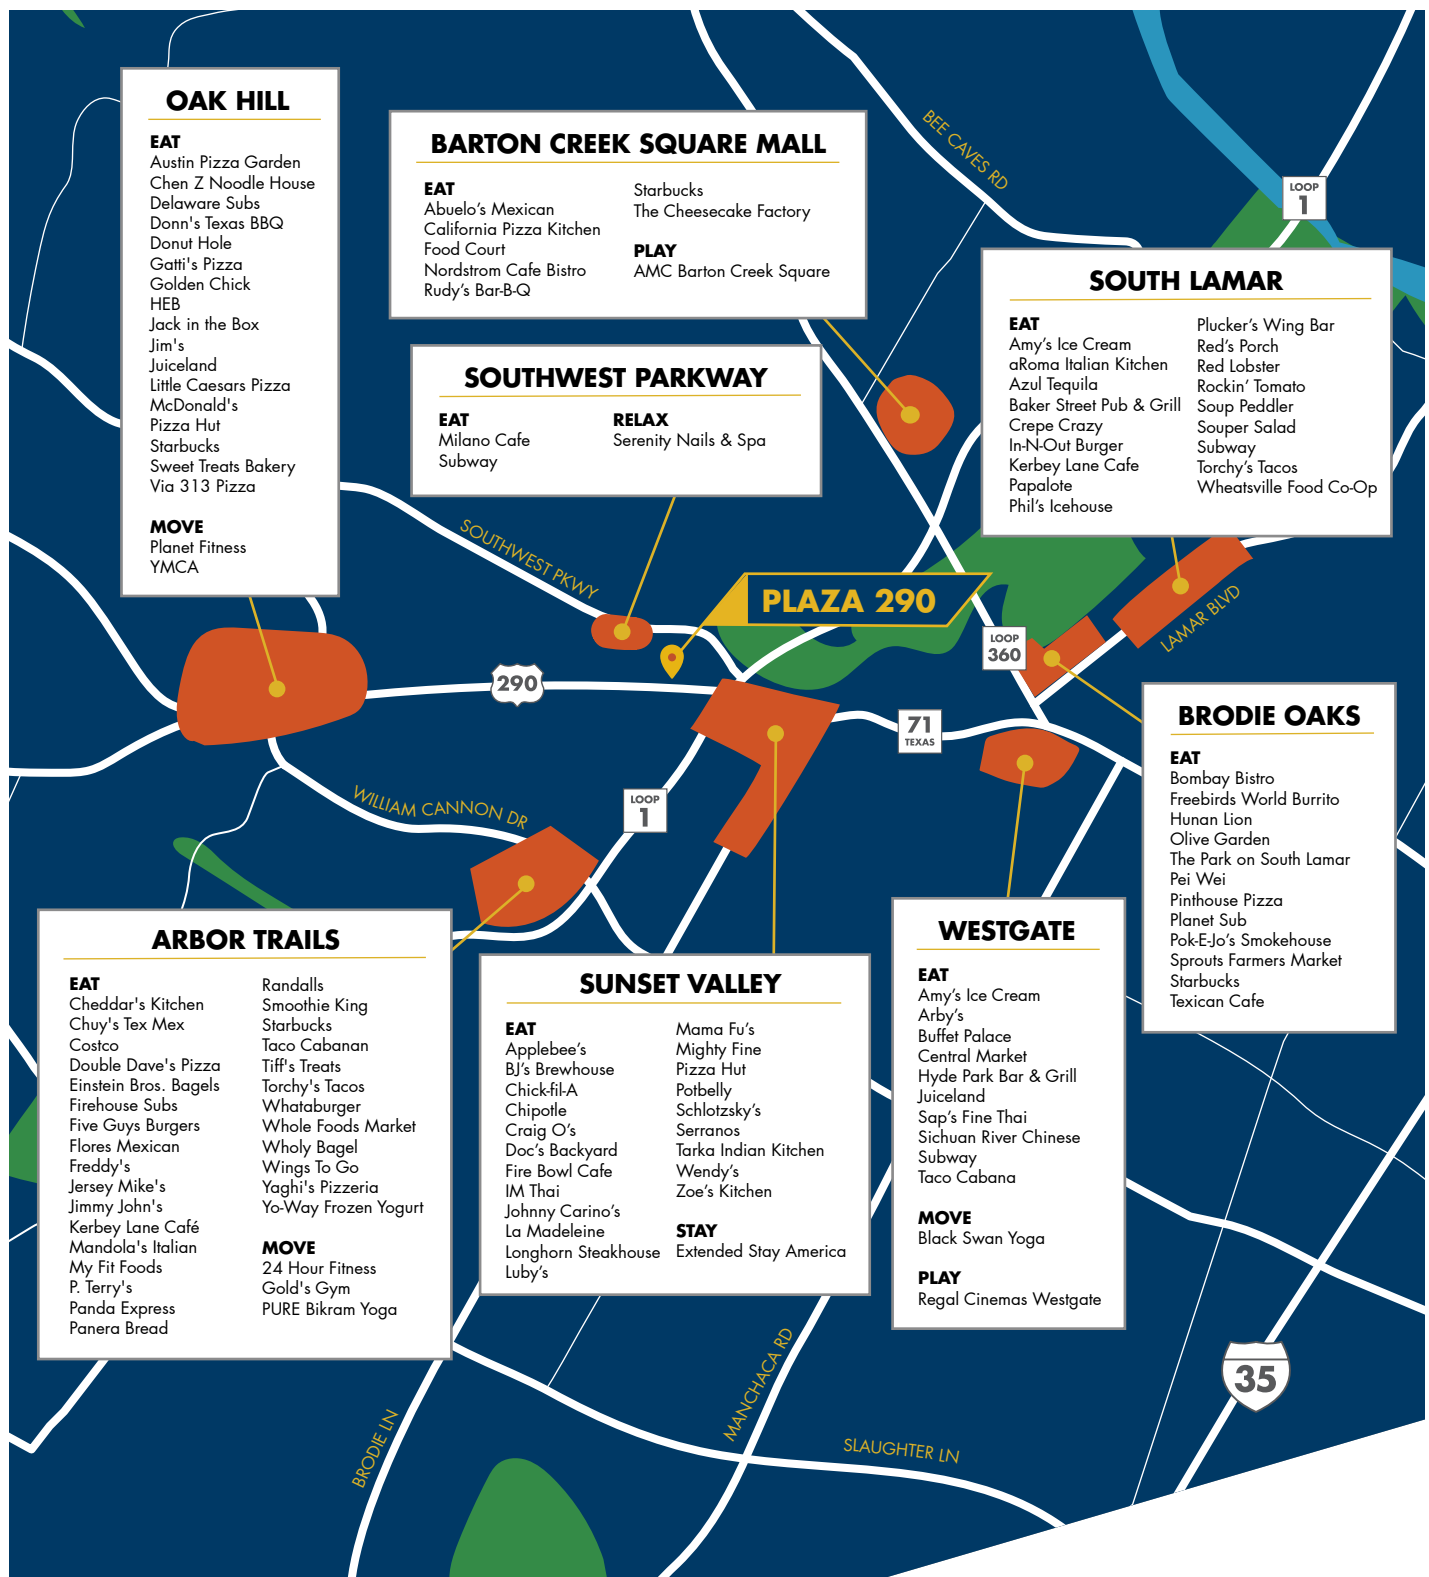 OAK HILL
EAT
Austin Pizza Garden
Chen Z Noodle House
Delaware Subs
Donn's Texas BBQ
Donut Hole
Gatti's Pizza
Golden Chick
HEB
Jack in the Box
Jim's
Juiceland
Little Caesars Pizza
McDonald's
Pizza Hut
Starbucks
Sweet Treats Bakery
Via 313 Pizza
MOVE
Planet Fitness
YMCA
BARTON CREEK SQUARE MALL
EAT
Abuelo's Mexican
California Pizza Kitchen
Food Court
Nordstrom Cafe Bistro
Rudy's Bar-B-Q
Starbucks
The Cheesecake Factory
PLAY
AMC Barton Creek Square
BEE CAVES RD
LOOP
1
SOUTHWEST PARKWAY
EAT
Milano Cafe
Subway
RELAX
Serenity Nails & Spa
SOUTH LAMAR
EAT
Amy's Ice Cream
aRoma Italian Kitchen
Azul Tequila
Baker Street Pub & Grill
Crepe Crazy
In-N-Out Burger
Kerbey Lane Cafe
Papalote
Phil's Icehouse
Plucker's Wing Bar
Red's Porch
Red Lobster
Rockin' Tomato
Soup Peddler
Souper Salad
Subway
Torchy's Tacos
Wheatsville Food Co-Op
SOUTHWEST PKWY
PLAZA 290
LOOP
360
LAMAR BLVD
290
71
TEXAS
WILLIAM CANNON DR
LOOP
1
BRODIE OAKS
EAT
Bombay Bistro
Freebirds World Burrito
Hunan Lion
Olive Garden
The Park on South Lamar
Pei Wei
Pinthouse Pizza
Planet Sub
Pok-E-Jo's Smokehouse
Sprouts Farmers Market
Starbucks
Texican Cafe
ARBOR TRAILS
EAT
Cheddar's Kitchen
Chuy's Tex Mex
Costco
Double Dave's Pizza
Einstein Bros. Bagels
Firehouse Subs
Five Guys Burgers
Flores Mexican
Freddy's
Jersey Mike's
Jimmy John's
Kerbey Lane Café
Mandola's Italian
My Fit Foods
P. Terry's
Panda Express
Panera Bread
Randalls
Smoothie King
Starbucks
Taco Cabanan
Tiff's Treats
Torchy's Tacos
Whataburger
Whole Foods Market
Wholy Bagel
Wings To Go
Yaghi's Pizzeria
Yo-Way Frozen Yogurt
MOVE
24 Hour Fitness
Gold's Gym
PURE Bikram Yoga
SUNSET VALLEY
EAT
Applebee's
BJ's Brewhouse
Chick-fil-A
Chipotle
Craig O's
Doc's Backyard
Fire Bowl Cafe
IM Thai
Johnny Carino's
La Madeleine
Longhorn Steakhouse
Luby's
Mama Fu's
Mighty Fine
Pizza Hut
Potbelly
Schlotzsky's
Serranos
Tarka Indian Kitchen
Wendy's
Zoe's Kitchen
STAY
Extended Stay America
WESTGATE
EAT
Amy's Ice Cream
Arby's
Buffet Palace
Central Market
Hyde Park Bar & Grill
Juiceland
Sap's Fine Thai
Sichuan River Chinese
Subway
Taco Cabana
MOVE
Black Swan Yoga
PLAY
Regal Cinemas Westgate
35
BRODIE LN
MANCHACA RD
SLAUGHTER LN